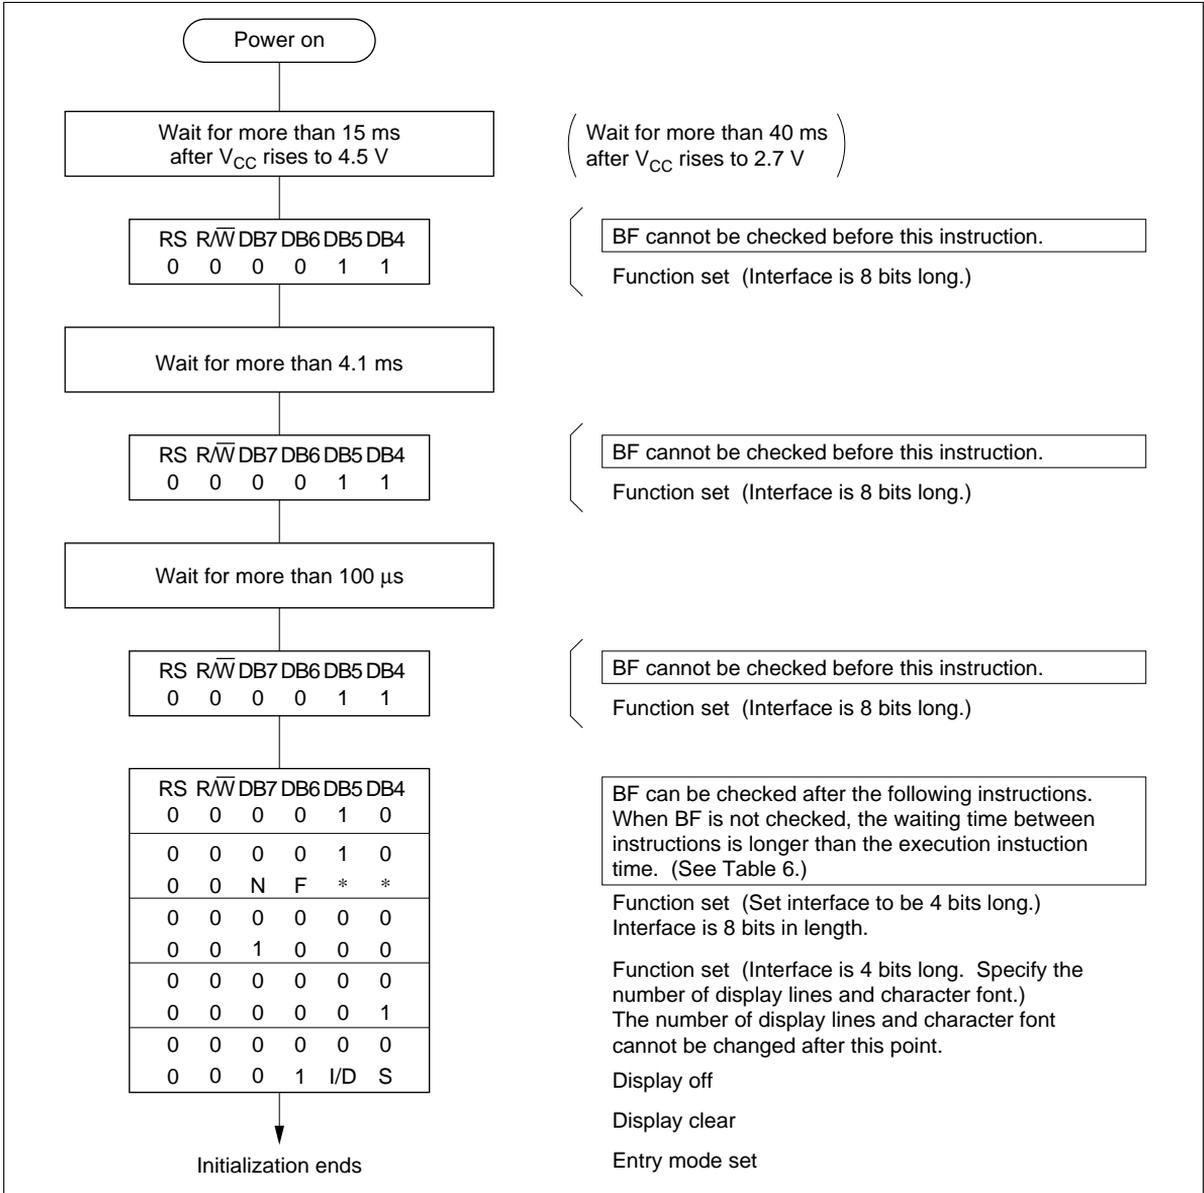 Power on
Wait for more than 15 ms
after VCC rises to 4.5 V
Wait for more than 40 ms
after VCC rises to 2.7 V
RS R/W̅ DB7 DB6 DB5 DB4
0 0 0 0 1 1
BF cannot be checked before this instruction.
Function set (Interface is 8 bits long.)
Wait for more than 4.1 ms
RS R/W̅ DB7 DB6 DB5 DB4
0 0 0 0 1 1
BF cannot be checked before this instruction.
Function set (Interface is 8 bits long.)
Wait for more than 100 µs
RS R/W̅ DB7 DB6 DB5 DB4
0 0 0 0 1 1
BF cannot be checked before this instruction.
Function set (Interface is 8 bits long.)
RS R/W̅ DB7 DB6 DB5 DB4
0 0 0 0 1 0
0 0 0 0 1 0
0 0 N F * *
0 0 0 0 0 0
0 0 1 0 0 0
0 0 0 0 0 0
0 0 0 0 0 1
0 0 0 0 0 0
0 0 0 1 I/D S
Initialization ends
BF can be checked after the following instructions.
When BF is not checked, the waiting time between
instructions is longer than the execution instuction
time. (See Table 6.)
Function set (Set interface to be 4 bits long.)
Interface is 8 bits in length.
Function set (Interface is 4 bits long. Specify the
number of display lines and character font.)
The number of display lines and character font
cannot be changed after this point.
Display off
Display clear
Entry mode set